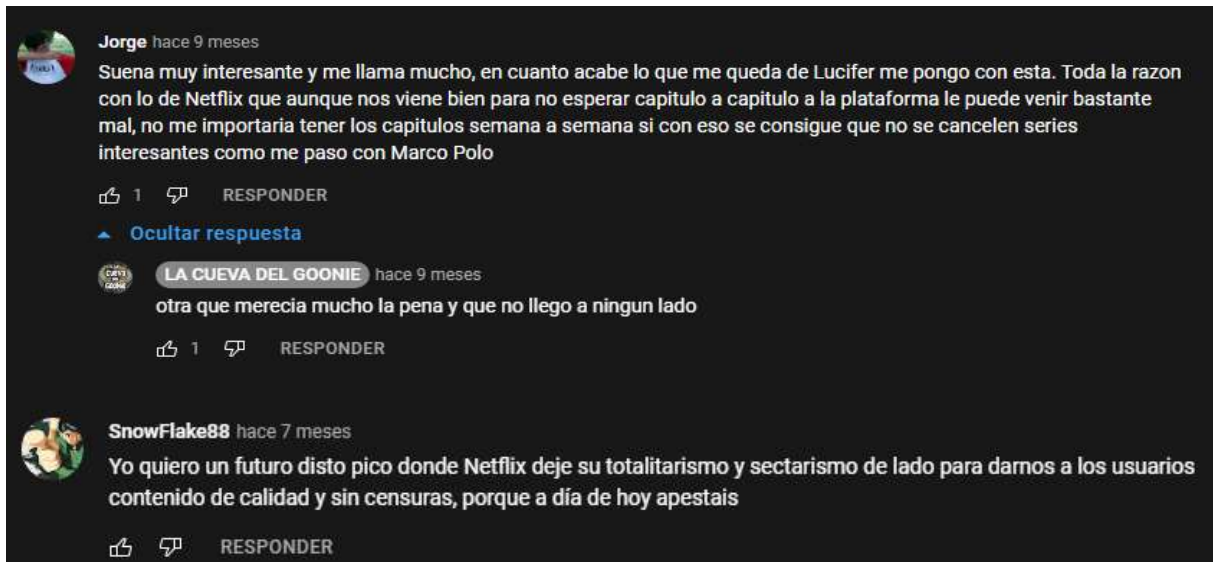 Jorge hace 9 meses
Suena muy interesante y me llama mucho, en cuanto acabe lo que me queda de Lucifer me pongo con esta. Toda la razon
con lo de Netflix que aunque nos viene bien para no esperar capitulo a capitulo a la plataforma le puede venir bastante
mal, no me importaria tener los capitulos semana a semana si con eso se consigue que no se cancelen series
interesantes como me paso con Marco Polo
1 RESPONDER
Ocultar respuesta
LA CUEVA DEL GOONIE hace 9 meses
otra que merecia mucho la pena y que no llego a ningun lado
1 RESPONDER
SnowFlake88 hace 7 meses
Yo quiero un futuro disto pico donde Netflix deje su totalitarismo y sectarismo de lado para darnos a los usuarios
contenido de calidad y sin censuras, porque a día de hoy apestais
RESPONDER